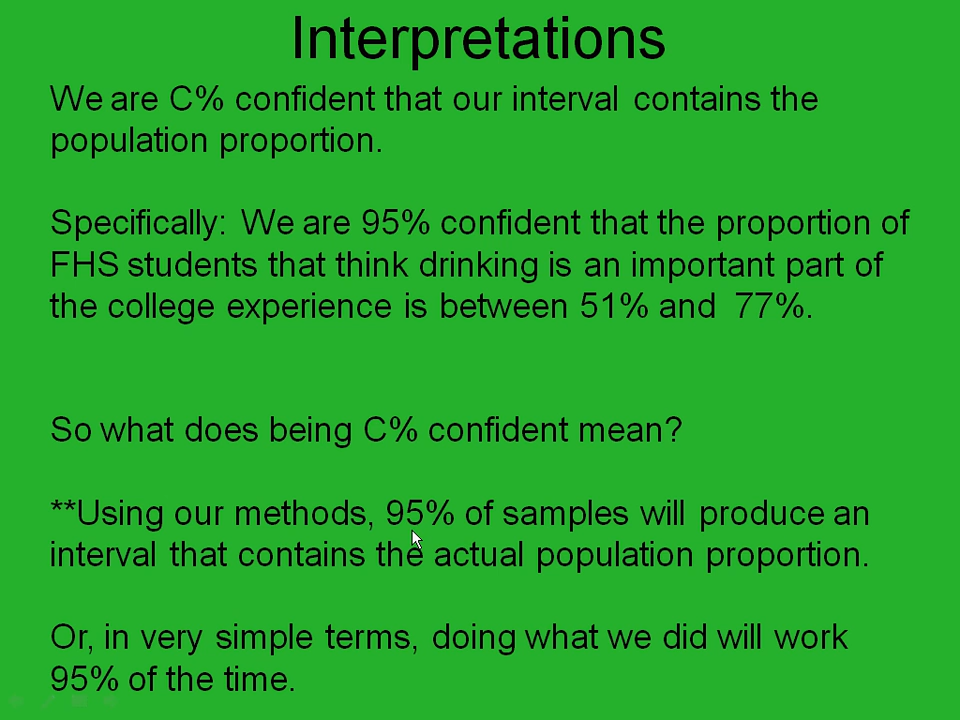 Interpretations
We are C% confident that our interval contains the
population proportion.
Specifically: We are 95% confident that the proportion of
FHS students that think drinking is an important part of
the college experience is between 51% and 77%.
So what does being C% confident mean?
**Using our methods, 95% of samples will produce an
interval that contains the actual population proportion.
Or, in very simple terms, doing what we did will work
95% of the time.